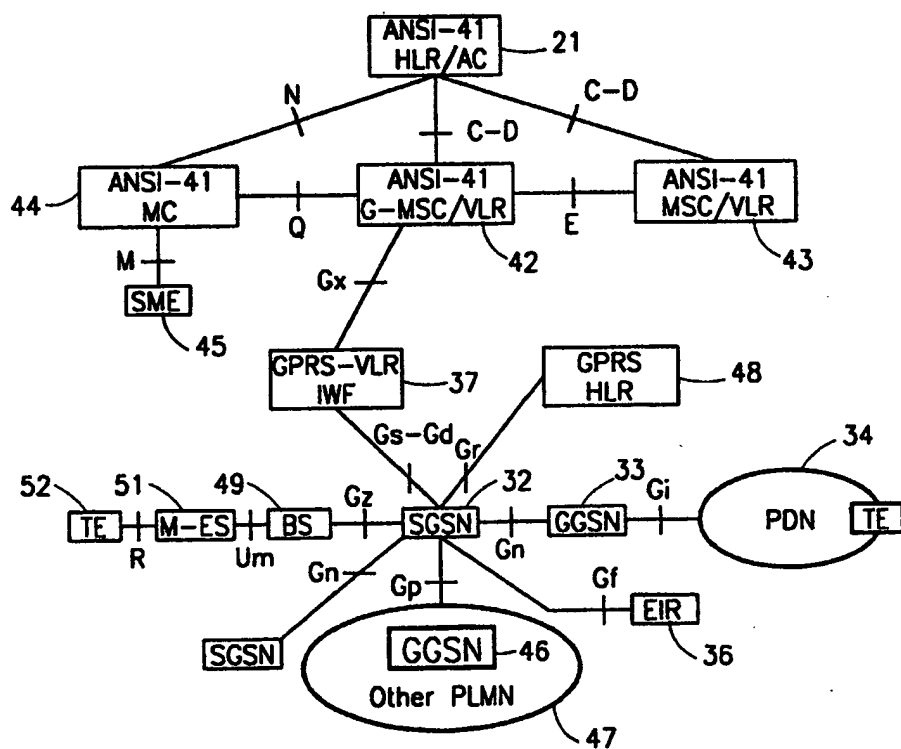 ANSI-41
HLR/AC
21
N
C-D
C-D
44
ANSI-41
MC
Q
ANSI-41
G-MSC/VLR
E
ANSI-41
MSC/VLR
42
43
M
Gx
SME
45
GPRS-VLR
IWF
37
GPRS
HLR
48
Gs-Gd
Gr
34
52
51
49
Gz
32
33
Gi
TE
M-ES
BS
SGSN
GGSN
PDN
TE
R
Um
Gn
Gn
Gp
Gf
EIR
36
SGSN
GGSN
46
Other PLMN
47